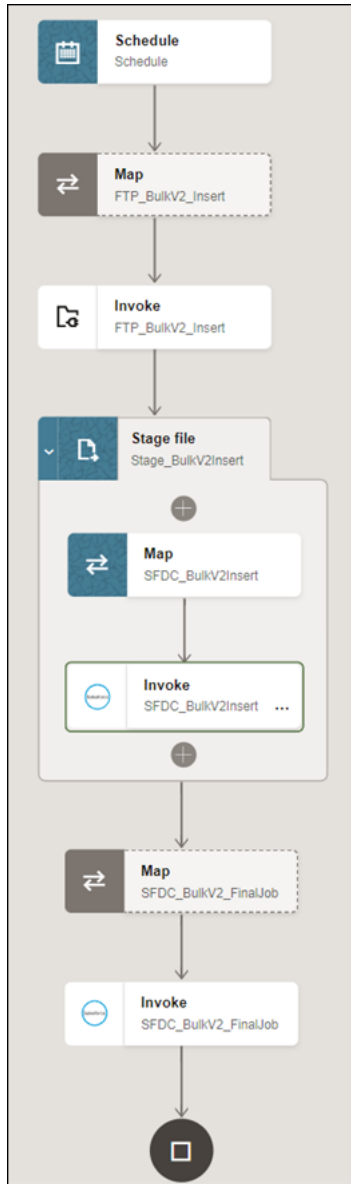 Schedule
Schedule
Map
FTP_BulkV2_Insert
Invoke
FTP_BulkV2_Insert
Stage file
Stage_BulkV2Insert
Map
SFDC_BulkV2Insert
Invoke
SFDC_BulkV2Insert ...
Map
SFDC_BulkV2_FinalJob
Invoke
SFDC_BulkV2_FinalJob